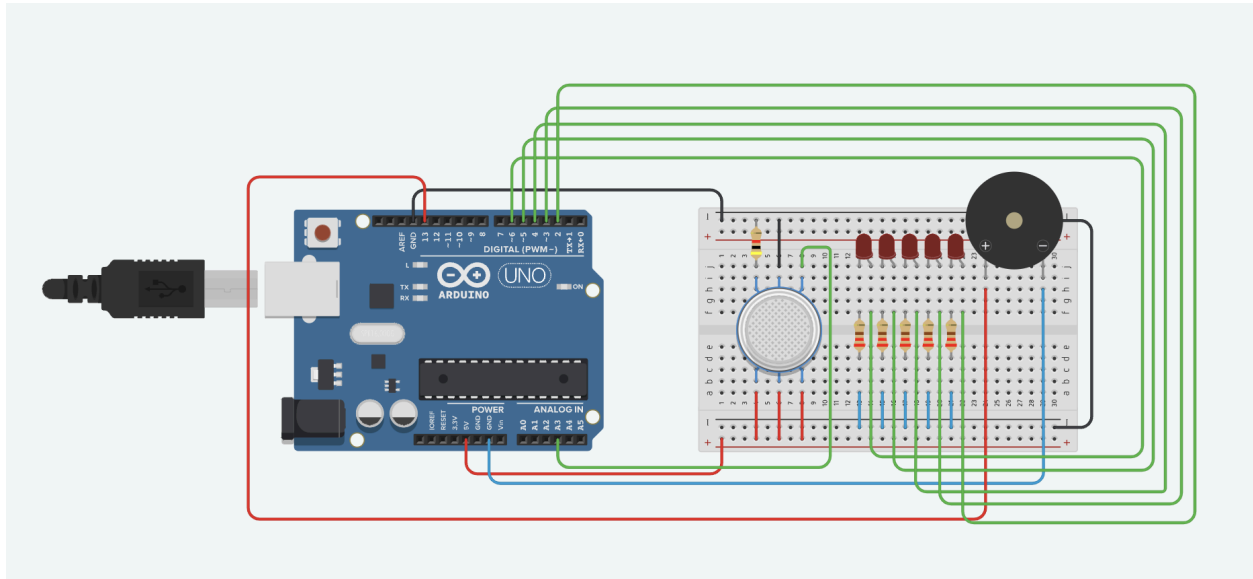 AREF
GND
13
12
~11
~10
~9
8
7
~6
~5
4
~3
2
TX→1
RX←0
DIGITAL (PWM~)
L
TX
RX
ARDUINO
UNO
ON
POWER
ANALOG IN
IOREF
RESET
3.3V
5V
GND
GND
Vin
A0
A1
A2
A3
A4
A5
j
i
h
g
f
e
d
c
b
a
j
i
h
g
f
e
d
c
b
a